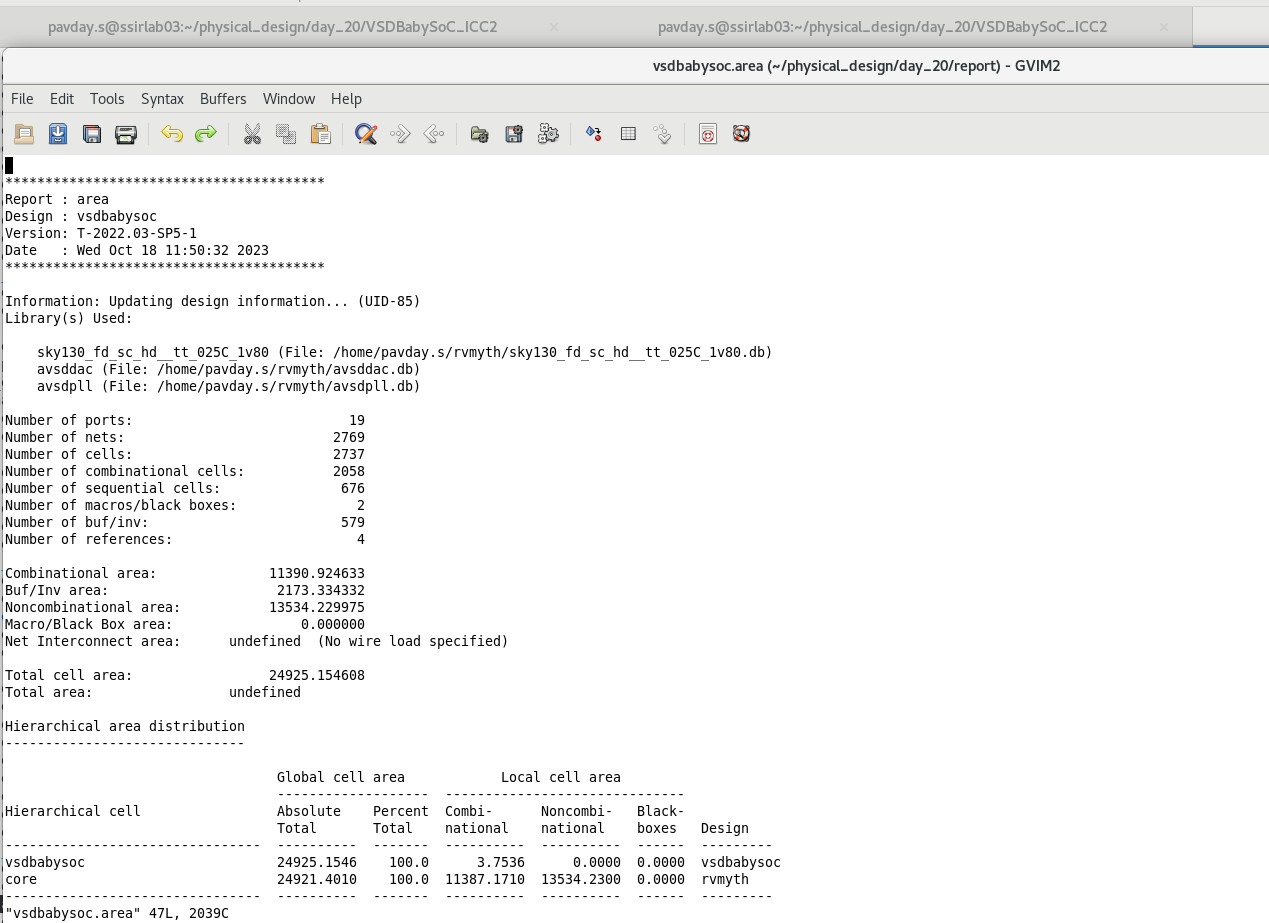 pavday.s@ssirlab03:~/physical_design/day_20/VSDBabySoC_ICC2 × pavday.s@ssirlab03:~/physical_design/day_20/VSDBabySoC_ICC2 ×
vsdbabysoc.area (~/physical_design/day_20/report) - GVIM2
File Edit Tools Syntax Buffers Window Help
****************************************
Report : area
Design : vsdbabysoc
Version: T-2022.03-SP5-1
Date   : Wed Oct 18 11:50:32 2023
****************************************
Information: Updating design information... (UID-85)
Library(s) Used:
    sky130_fd_sc_hd__tt_025C_1v80 (File: /home/pavday.s/rvmyth/sky130_fd_sc_hd__tt_025C_1v80.db)
    avsddac (File: /home/pavday.s/rvmyth/avsddac.db)
    avsdpll (File: /home/pavday.s/rvmyth/avsdpll.db)
Number of ports:                           19
Number of nets:                          2769
Number of cells:                         2737
Number of combinational cells:           2058
Number of sequential cells:               676
Number of macros/black boxes:               2
Number of buf/inv:                        579
Number of references:                       4
Combinational area:              11390.924633
Buf/Inv area:                     2173.334332
Noncombinational area:           13534.229975
Macro/Black Box area:                0.000000
Net Interconnect area:      undefined  (No wire load specified)
Total cell area:                 24925.154608
Total area:                 undefined
Hierarchical area distribution
------------------------------
                                  Global cell area            Local cell area
                                  -------------------  ------------------------------
Hierarchical cell                 Absolute    Percent  Combi-      Noncombi-   Black-
                                  Total       Total    national    national    boxes   Design
--------------------------------  ----------  -------  ----------  ----------  ------  ---------
vsdbabysoc                        24925.1546    100.0      3.7536      0.0000  0.0000  vsdbabysoc
core                              24921.4010    100.0  11387.1710  13534.2300  0.0000  rvmyth
--------------------------------  ----------  -------  ----------  ----------  ------  ---------
"vsdbabysoc.area" 47L, 2039C